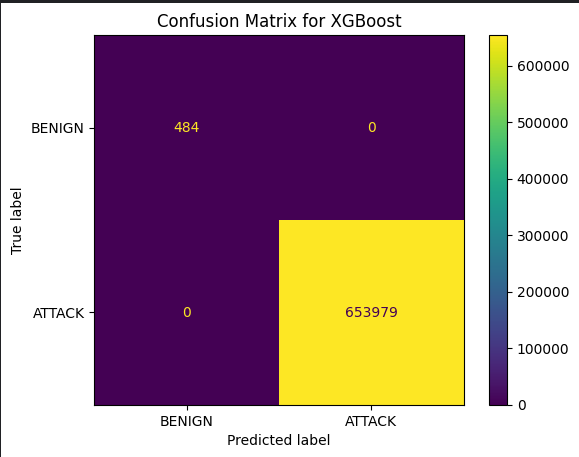 Confusion Matrix for XGBoost
True label
BENIGN
ATTACK
484
0
0
653979
BENIGN
ATTACK
Predicted label
600000
500000
400000
300000
200000
100000
0